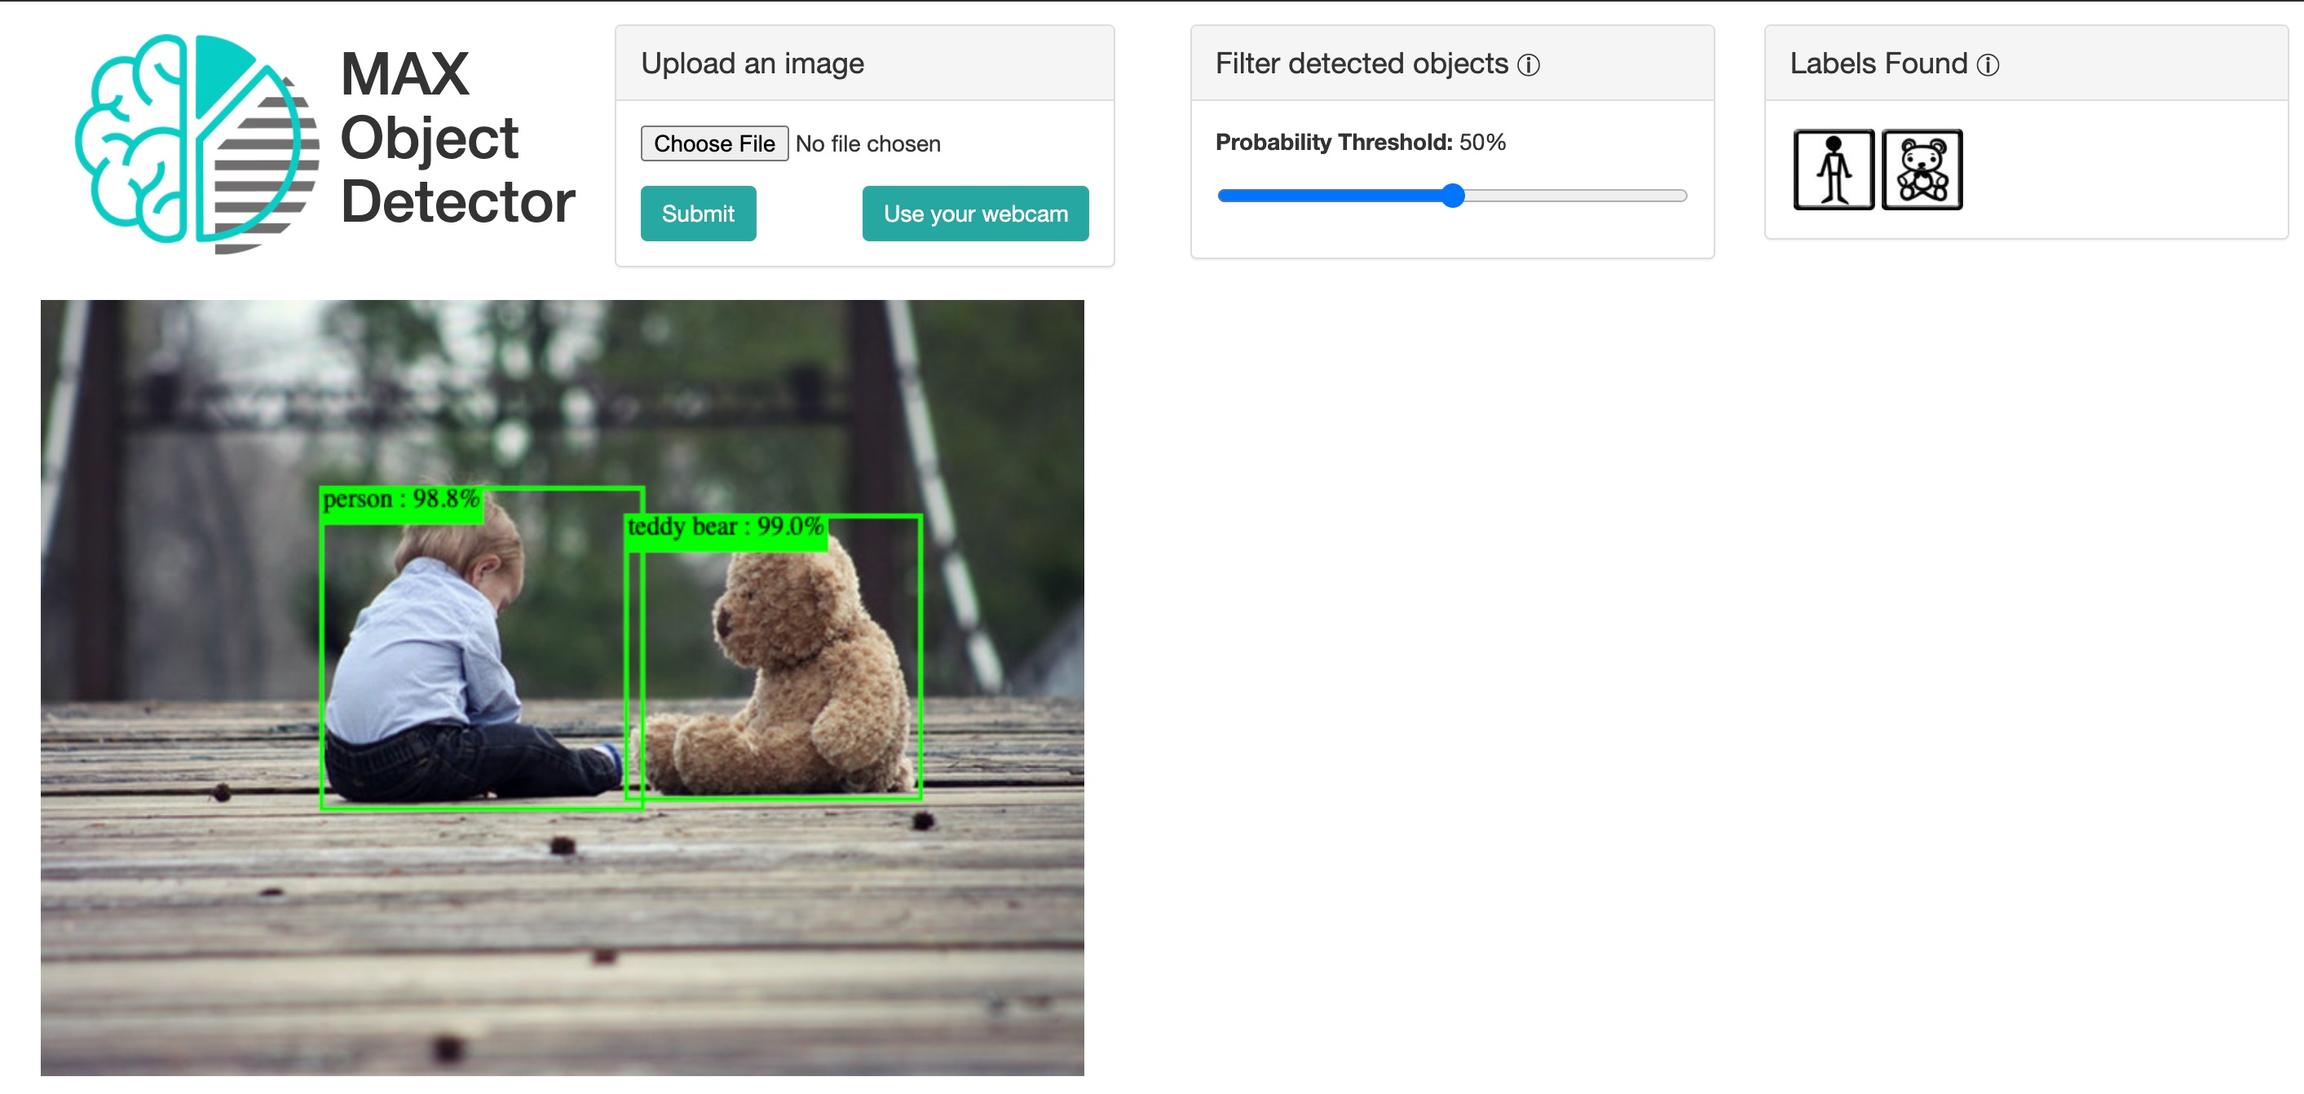 MAX
Object
Detector
Upload an image
Choose File No file chosen
Submit
Use your webcam
Filter detected objects ⓘ
Probability Threshold: 50%
Labels Found ⓘ
person : 98.8%
teddy bear : 99.0%